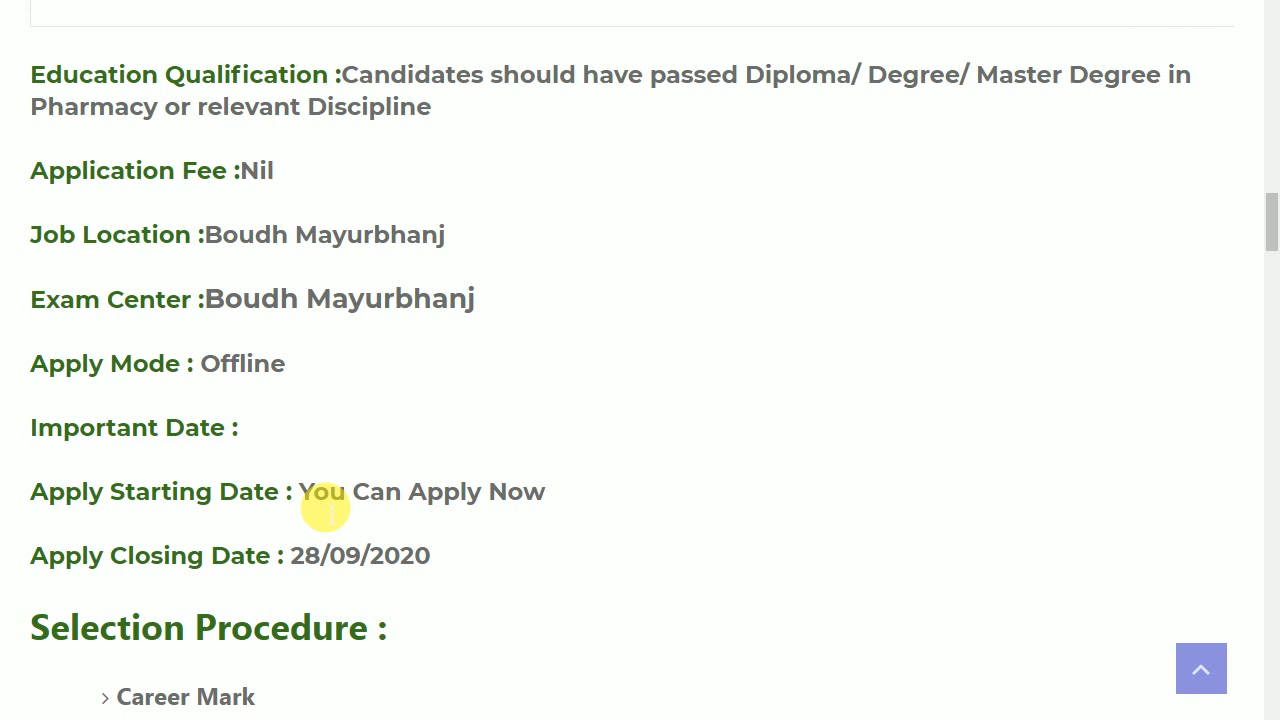 Education Qualification :Candidates should have passed Diploma/ Degree/ Master Degree in
Pharmacy or relevant Discipline
Application Fee :Nil
Job Location :Boudh Mayurbhanj
Exam Center :Boudh Mayurbhanj
Apply Mode : Offline
Important Date :
Apply Starting Date : You Can Apply Now
Apply Closing Date : 28/09/2020
Selection Procedure :
Career Mark